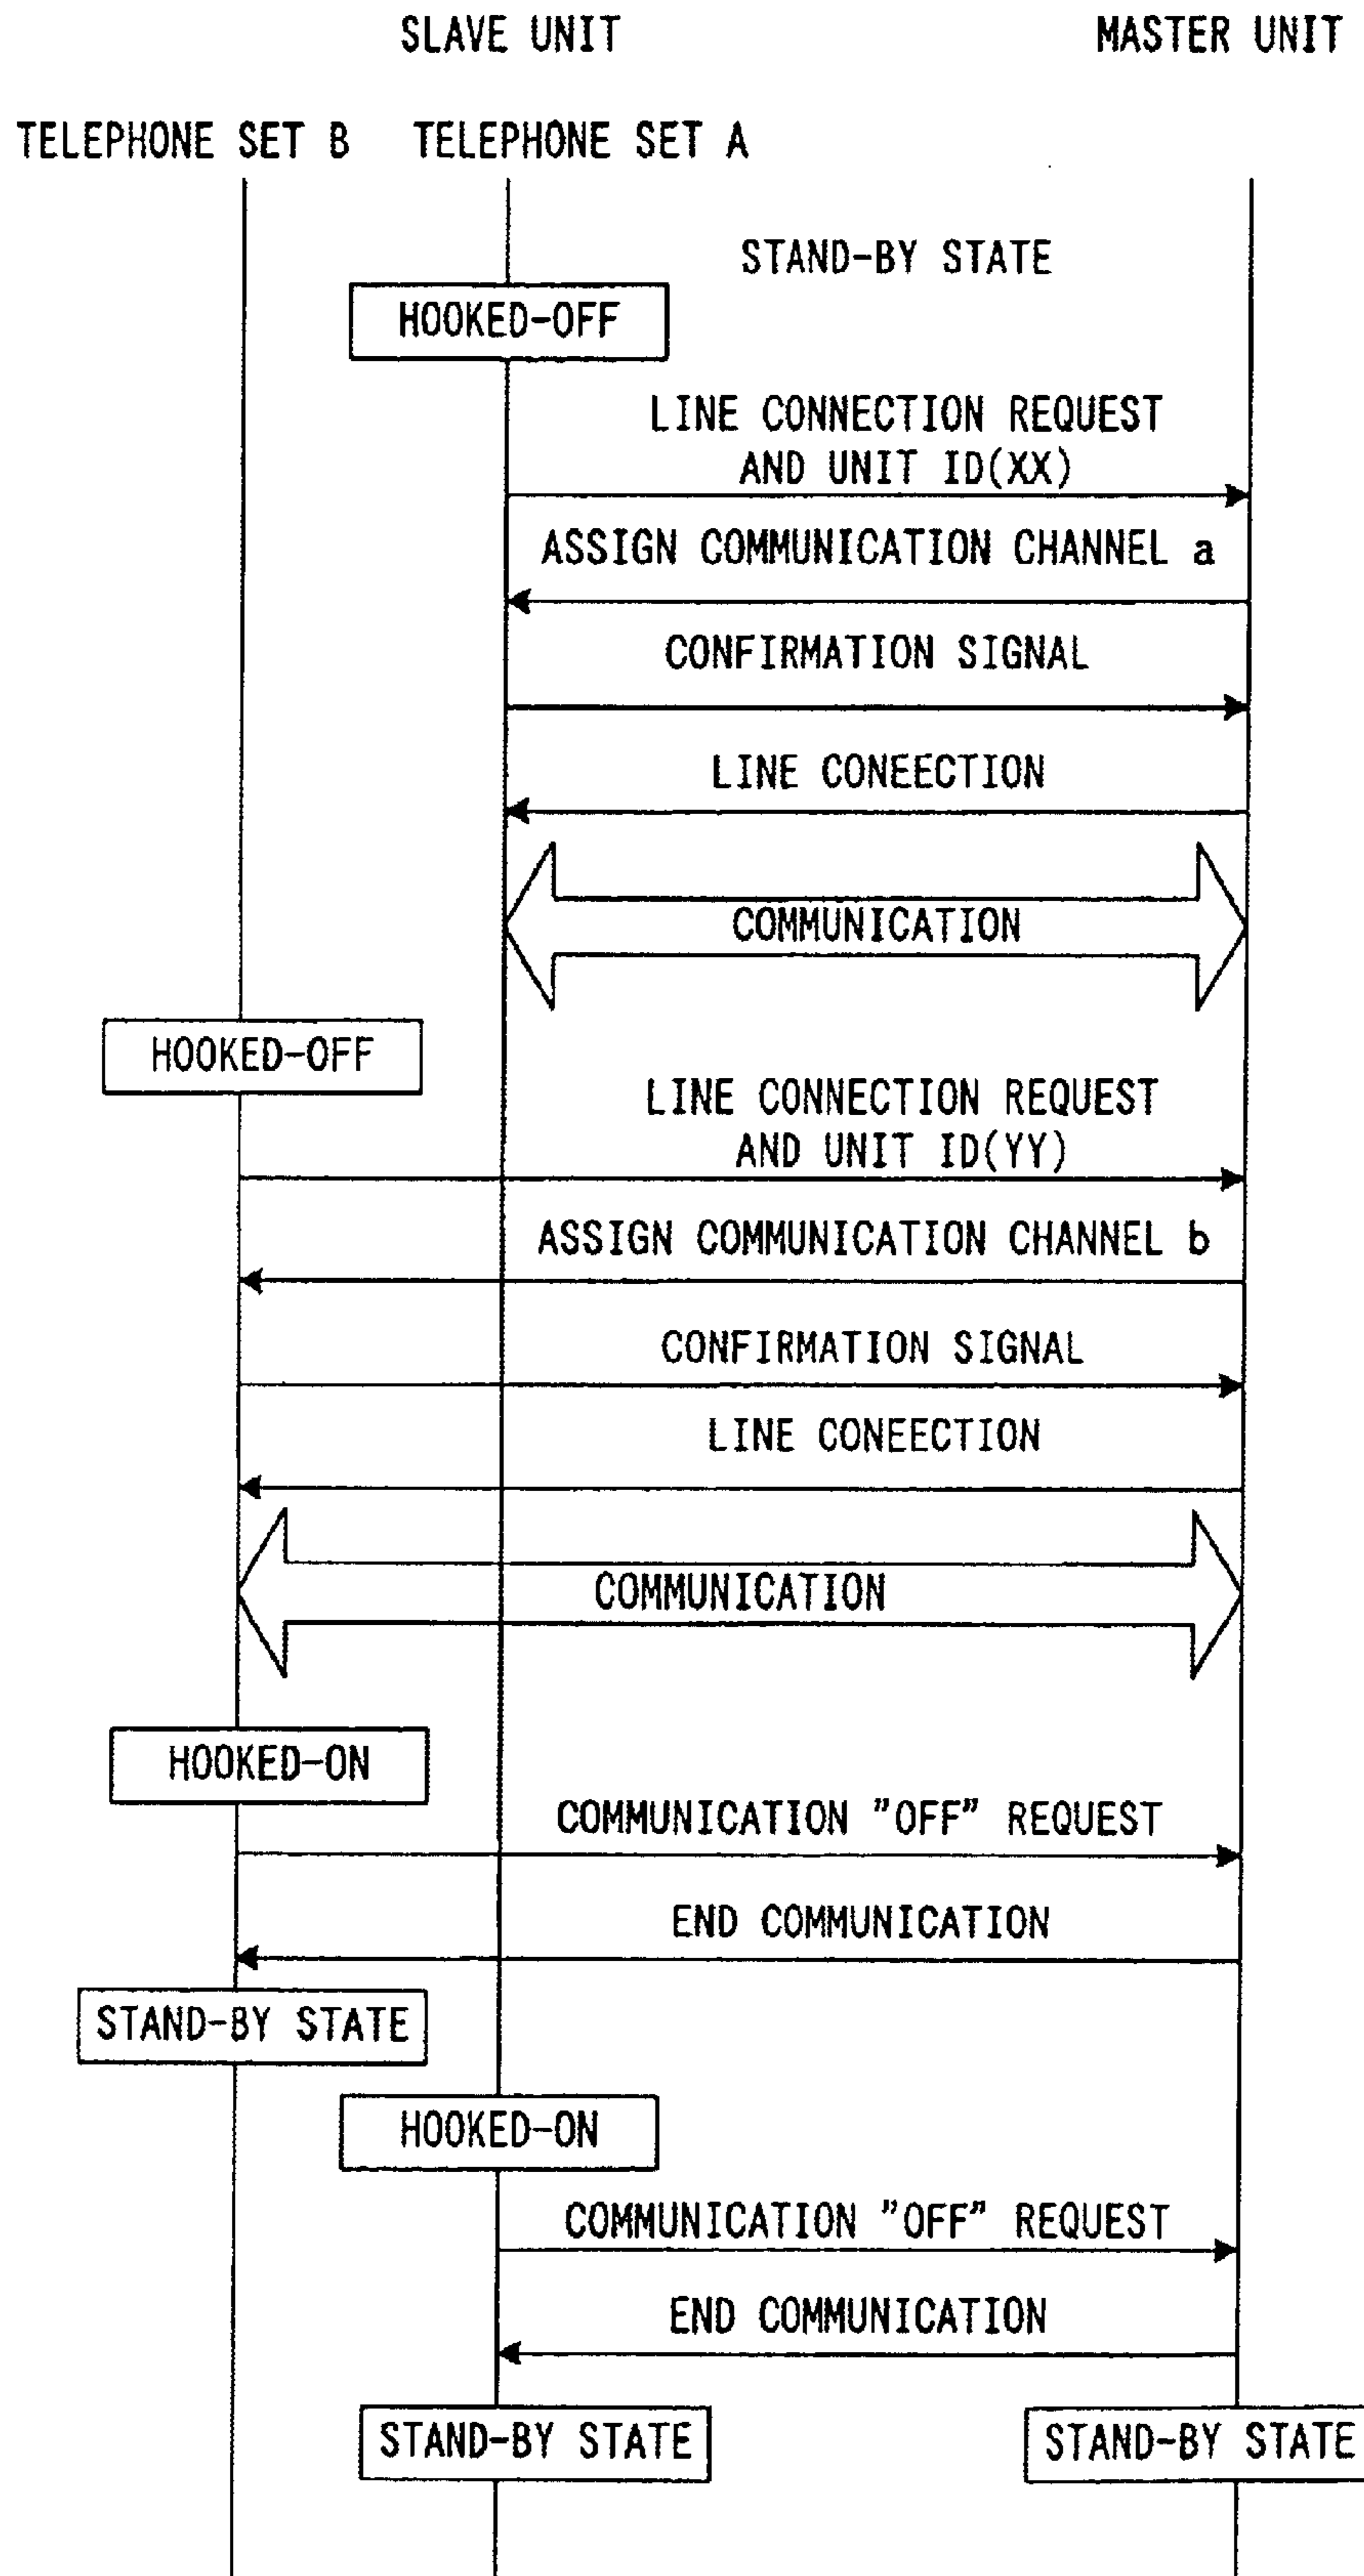 SLAVE UNIT MASTER UNIT
TELEPHONE SET B TELEPHONE SET A
STAND-BY STATE
HOOKED-OFF
LINE CONNECTION REQUEST
AND UNIT ID(XX)
ASSIGN COMMUNICATION CHANNEL a
CONFIRMATION SIGNAL
LINE CONEECTION
COMMUNICATION
HOOKED-OFF
LINE CONNECTION REQUEST
AND UNIT ID(YY)
ASSIGN COMMUNICATION CHANNEL b
CONFIRMATION SIGNAL
LINE CONEECTION
COMMUNICATION
HOOKED-ON
COMMUNICATION "OFF" REQUEST
END COMMUNICATION
STAND-BY STATE
HOOKED-ON
COMMUNICATION "OFF" REQUEST
END COMMUNICATION
STAND-BY STATE STAND-BY STATE